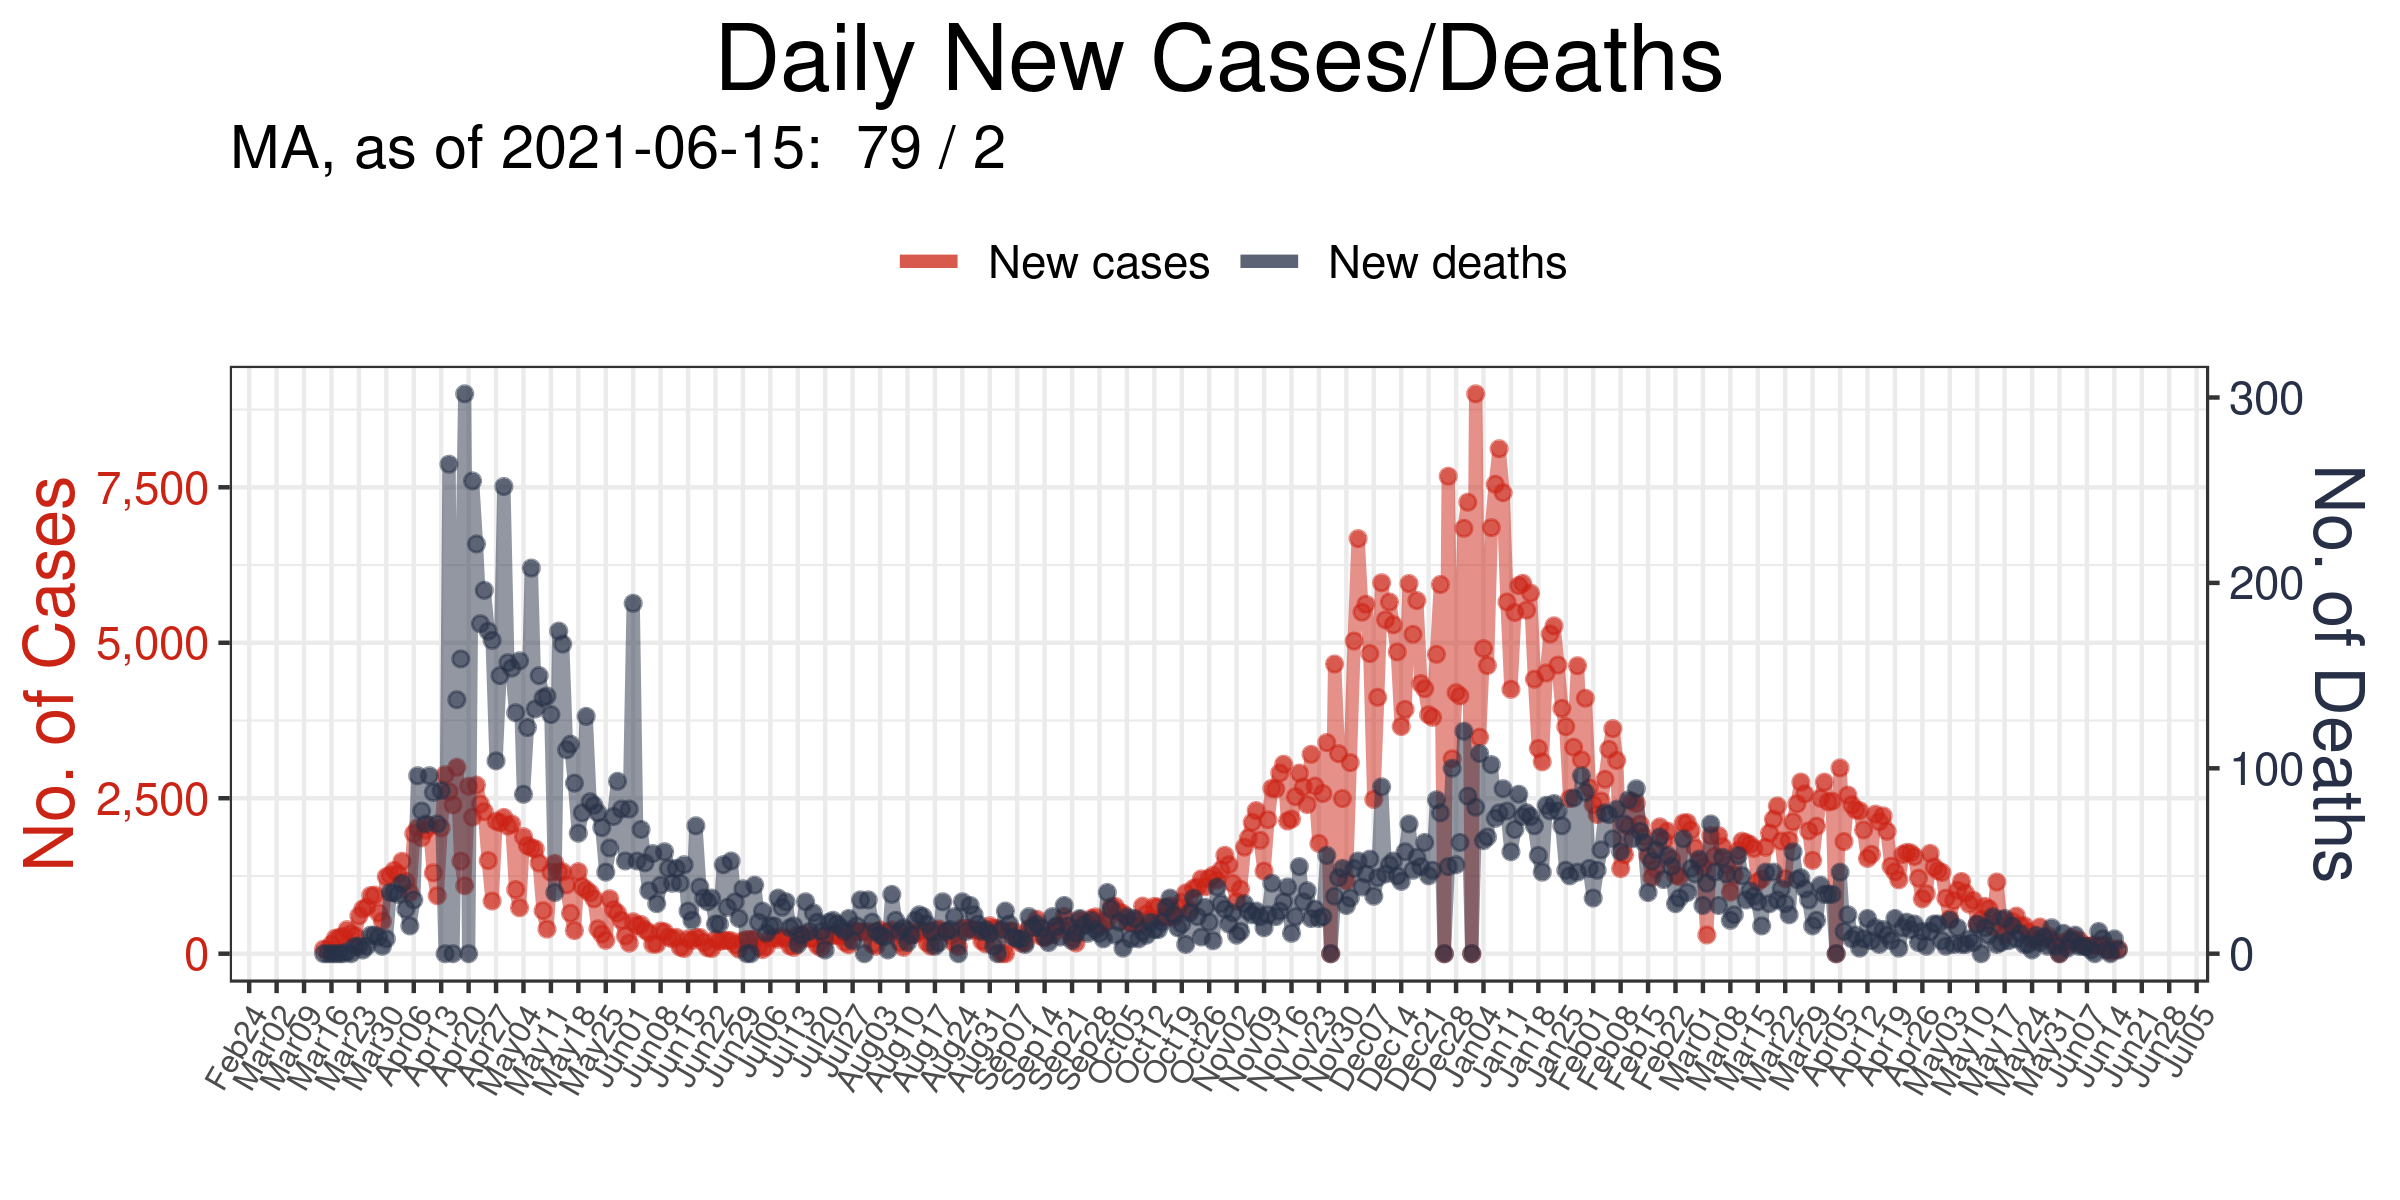 Daily New Cases/Deaths
MA, as of 2021-06-15:  79 / 2
New cases
New deaths
No. of Cases
7,500
5,000
2,500
0
300
200
100
0
No. of Deaths
Feb24
Mar02
Mar09
Mar16
Mar23
Mar30
Apr06
Apr13
Apr20
Apr27
May04
May11
May18
May25
Jun01
Jun08
Jun15
Jun22
Jun29
Jul06
Jul13
Jul20
Jul27
Aug03
Aug10
Aug17
Aug24
Aug31
Sep07
Sep14
Sep21
Sep28
Oct05
Oct12
Oct19
Oct26
Nov02
Nov09
Nov16
Nov23
Nov30
Dec07
Dec14
Dec21
Dec28
Jan04
Jan11
Jan18
Jan25
Feb01
Feb08
Feb15
Feb22
Mar01
Mar08
Mar15
Mar22
Mar29
Apr05
Apr12
Apr19
Apr26
May03
May10
May17
May24
May31
Jun07
Jun14
Jun21
Jun28
Jul05